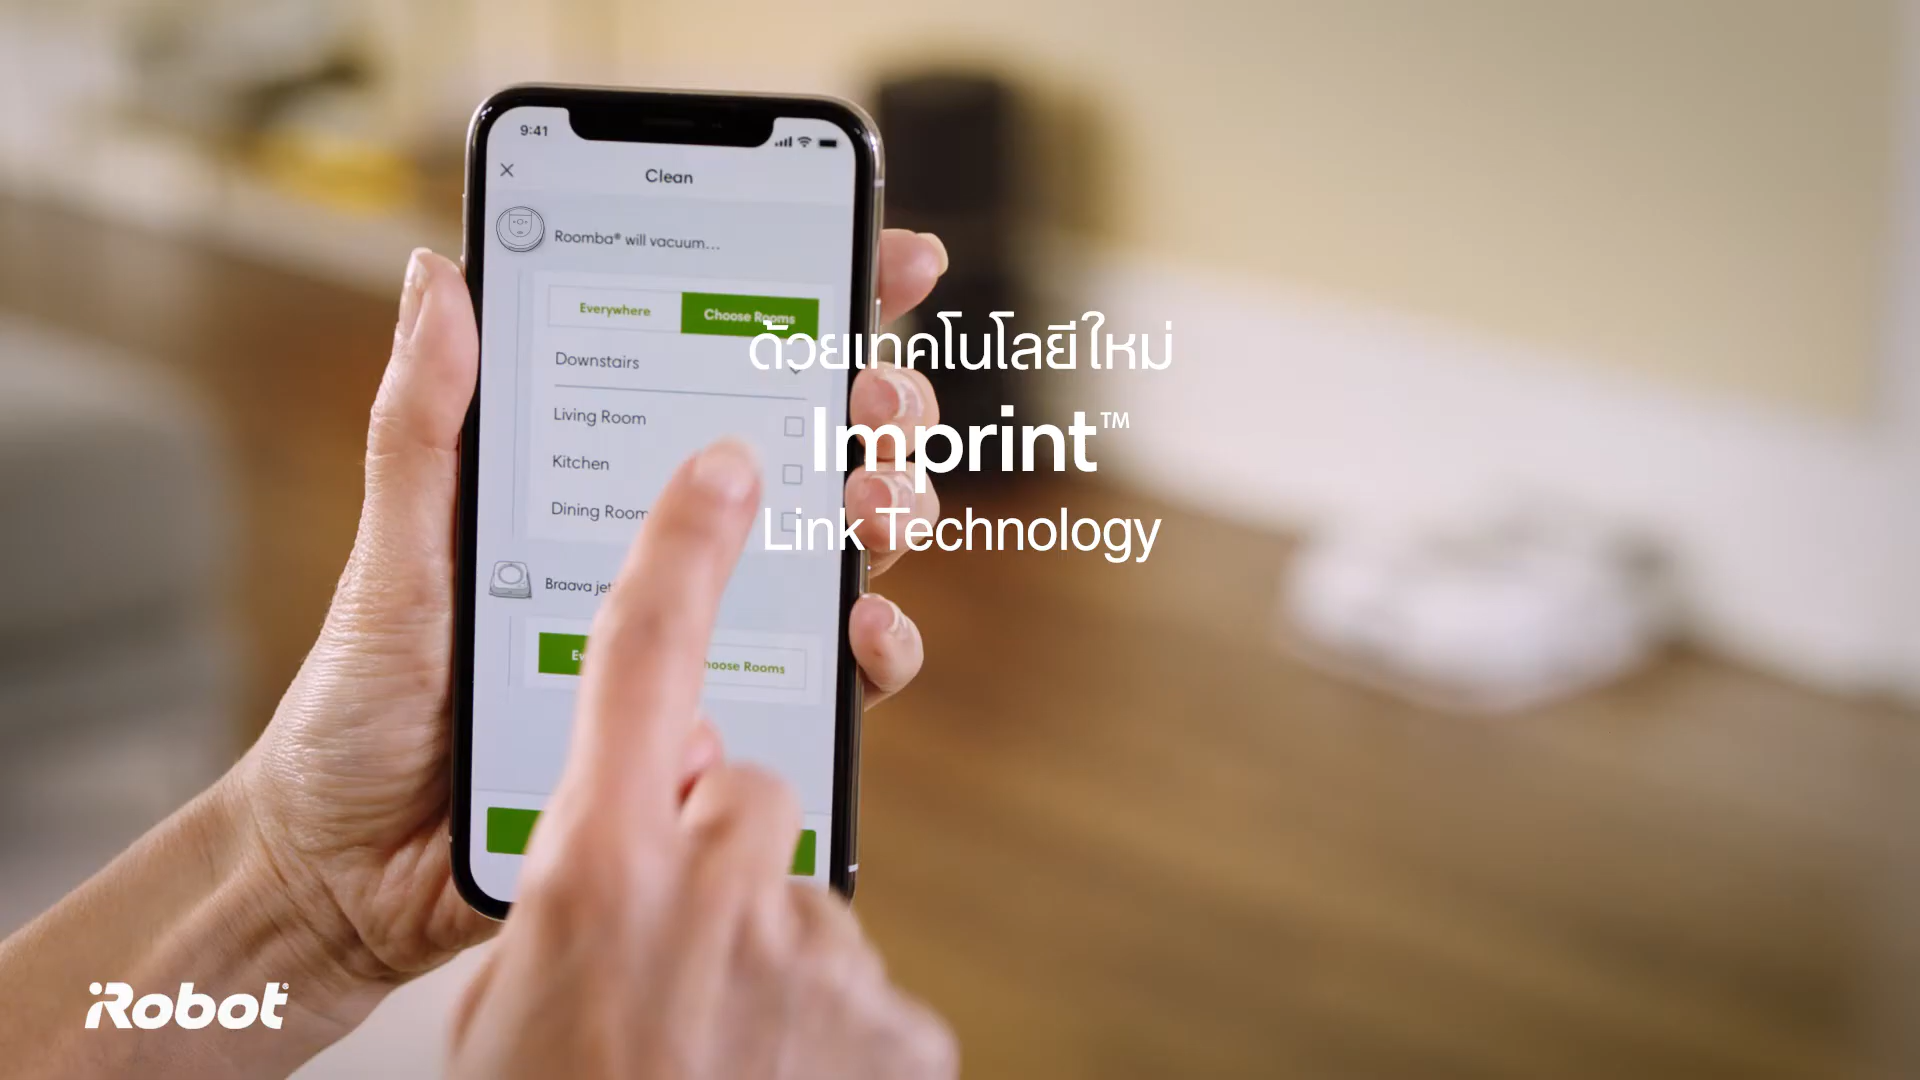 9:41
Clean
Roomba® will vacuum...
Everywhere
Choose Rooms
ด้วยเทคโนโลยีใหม่
Downstairs
Living Room
Imprint™
Kitchen
Dining Room
Link Technology
Braava jet
Choose Rooms
iRobot®